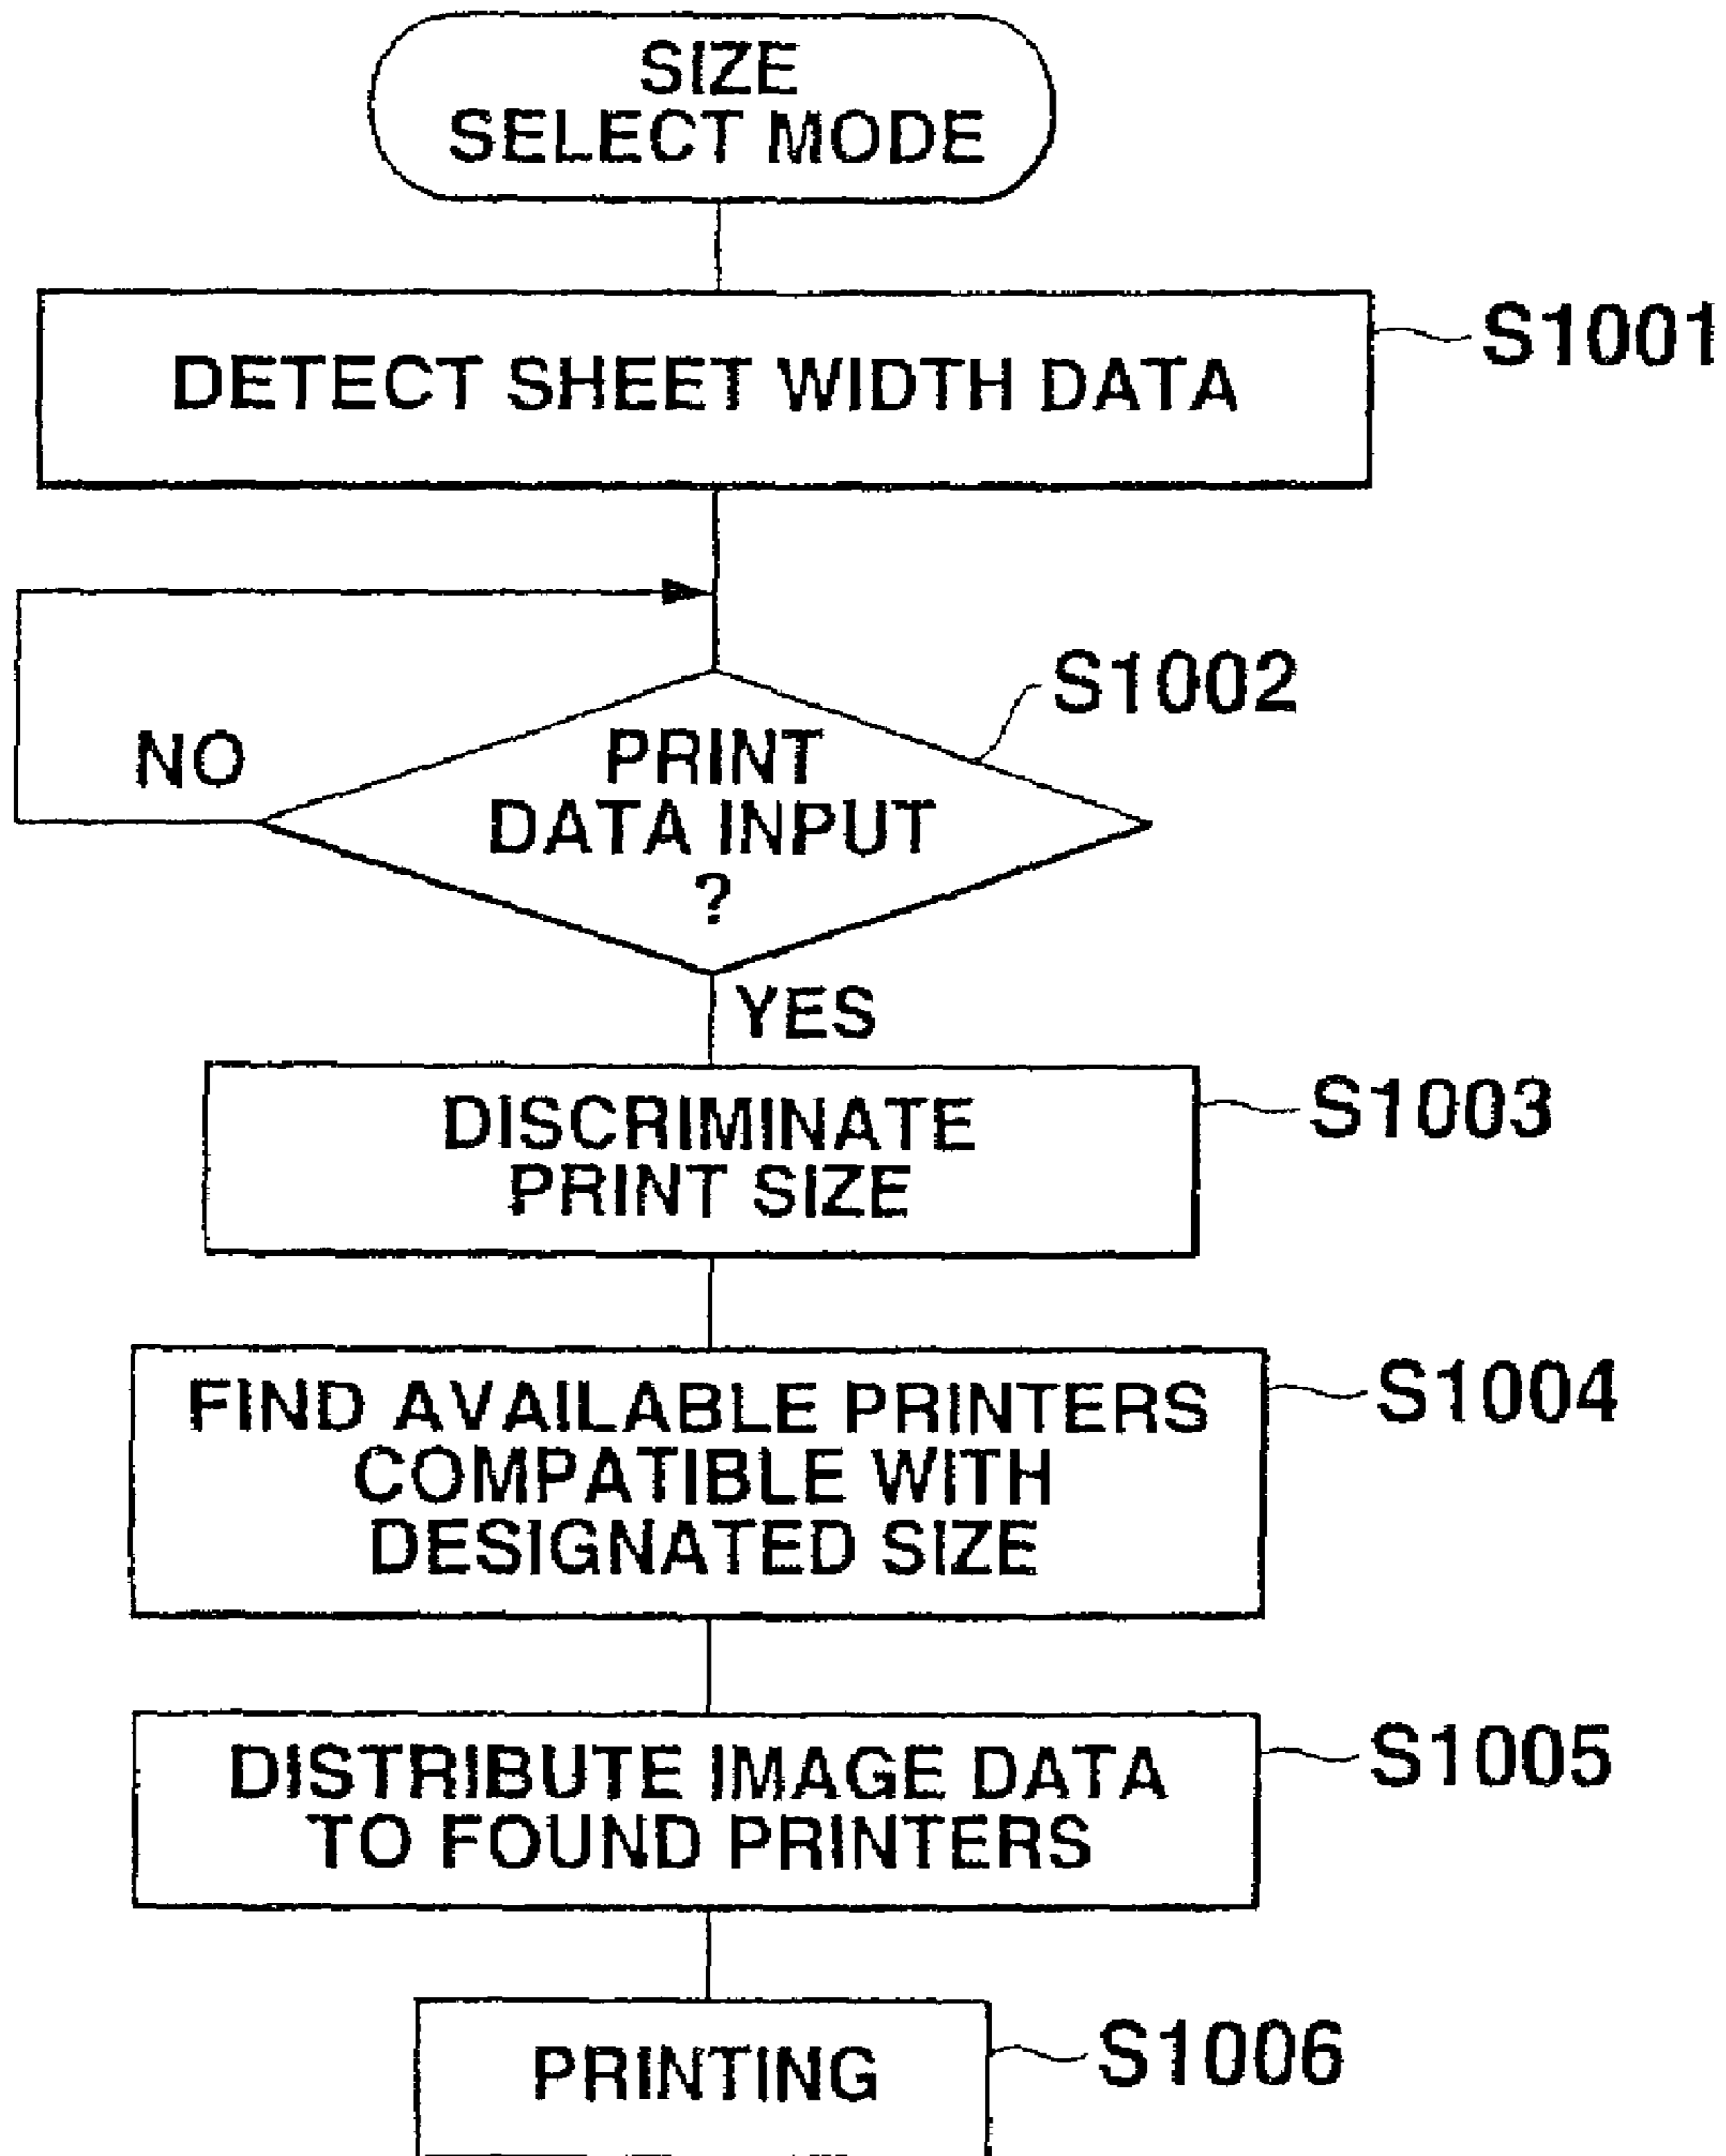 SIZE
SELECT MODE
S1001
DETECT SHEET WIDTH DATA
S1002
NO
PRINT
DATA INPUT
?
YES
S1003
DISCRIMINATE
PRINT SIZE
S1004
FIND AVAILABLE PRINTERS
COMPATIBLE WITH
DESIGNATED SIZE
S1005
DISTRIBUTE IMAGE DATA
TO FOUND PRINTERS
S1006
PRINTING